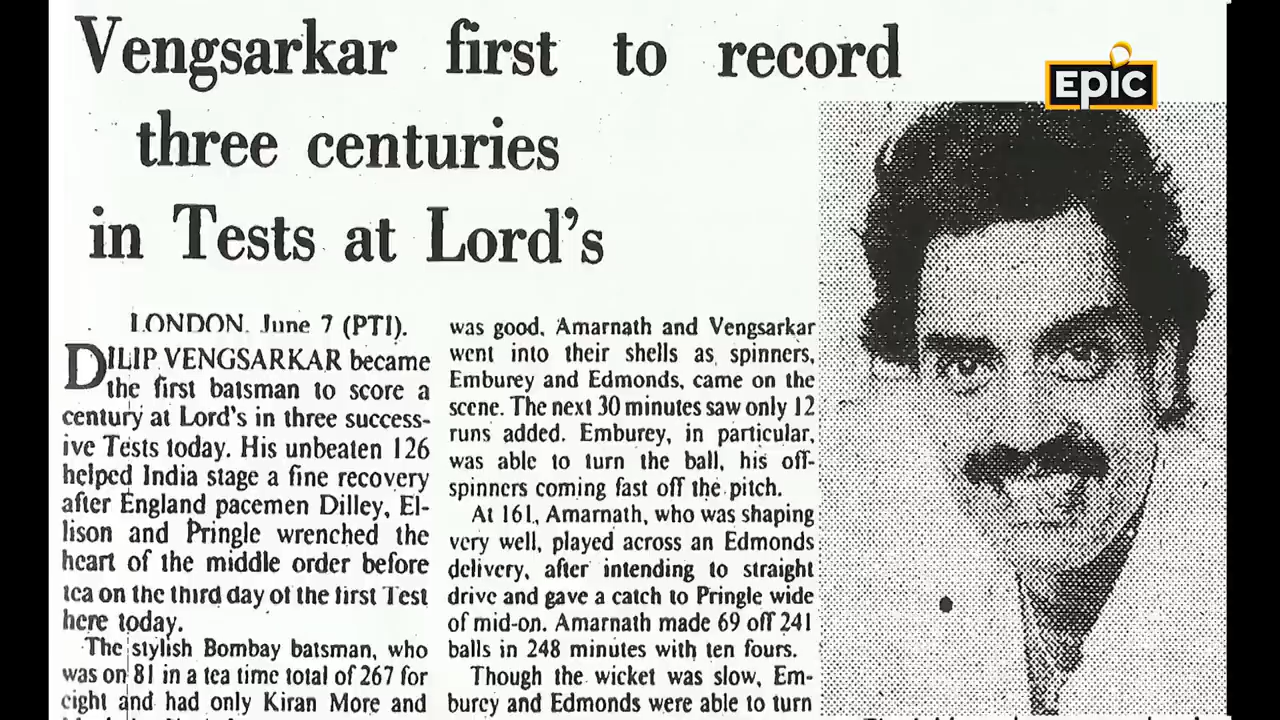 Vengsarkar first to record
three centuries
in Tests at Lord's
EPIC
LONDON, June 7 (PTI).
DILIP VENGSARKAR became
the first batsman to score a
century at Lord's in three success-
ive Tests today. His unbeaten 126
helped India stage a fine recovery
after England pacemen Dilley, El-
lison and Pringle wrenched the
heart of the middle order before
tea on the third day of the first Test
here today.
The stylish Bombay batsman, who
was on 81 in a tea time total of 267 for
eight and had only Kiran More and
was good, Amarnath and Vengsarkar
went into their shells as spinners,
Emburey and Edmonds, came on the
scene. The next 30 minutes saw only 12
runs added. Emburey, in particular,
was able to turn the ball, his off-
spinners coming fast off the pitch.
At 161, Amarnath, who was shaping
very well, played across an Edmonds
delivery, after intending to straight
drive and gave a catch to Pringle wide
of mid-on. Amarnath made 69 off 241
balls in 248 minutes with ten fours.
Though the wicket was slow, Em-
burey and Edmonds were able to turn